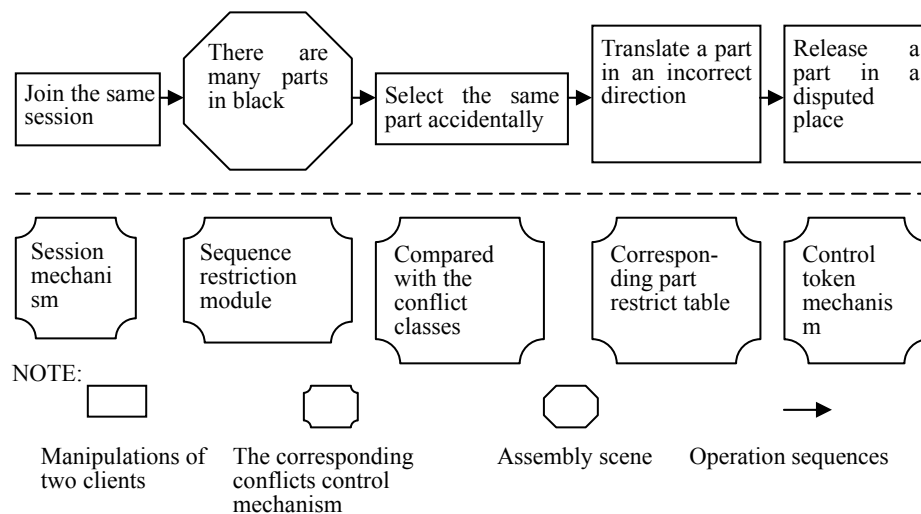 Join the same
session
There are
many parts
in black
Select the same
part accidentally
Translate a part
in an incorrect
direction
Release a
part in a
disputed
place
Session
mechani
sm
Sequence
restriction
module
Compared
with the
conflict
classes
Correspon-
ding part
restrict table
Control
token
mechanis
m
NOTE:
Manipulations of
two clients
The corresponding
conflicts control
mechanism
Assembly scene
Operation sequences